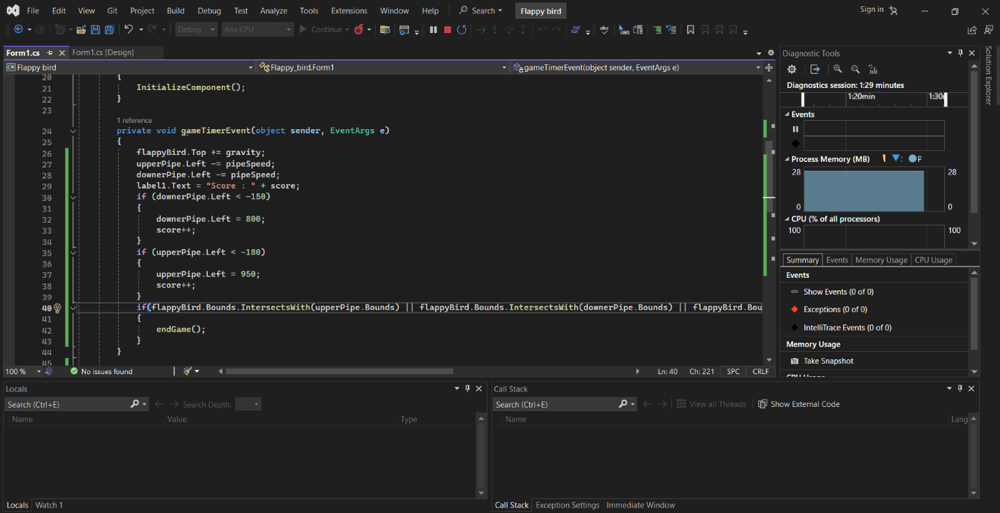 File Edit View Git Project Build Debug Test Analyze Tools Extensions Window Help Search Flappy bird Sign in
Debug Any CPU Continue
Form1.cs Form1.cs [Design]
Flappy bird Flappy_bird.Form1 gameTimerEvent(object sender, EventArgs e)
20 {
21 InitializeComponent();
22 }
23
1 reference
24 private void gameTimerEvent(object sender, EventArgs e)
25 {
26 flappyBird.Top += gravity;
27 upperPipe.Left -= pipeSpeed;
28 downerPipe.Left -= pipeSpeed;
29 label1.Text = "Score : " + score;
30 if (downerPipe.Left < -150)
31 {
32 downerPipe.Left = 800;
33 score++;
34 }
35 if (upperPipe.Left < -180)
36 {
37 upperPipe.Left = 950;
38 score++;
39 }
40 if(flappyBird.Bounds.IntersectsWith(upperPipe.Bounds) || flappyBird.Bounds.IntersectsWith(downerPipe.Bounds) || flappyBird.Bou
41 {
42 endGame();
43 }
44 }
45
100 % No issues found Ln: 40 Ch: 221 SPC CRLF
Diagnostic Tools
Diagnostics session: 1:29 minutes
1:20min 1:30
Events
Process Memory (MB) P
28 28
0 0
CPU (% of all processors)
100 100
Summary Events Memory Usage CPU Usage
Events
Show Events (0 of 0)
Exceptions (0 of 0)
IntelliTrace Events (0 of 0)
Memory Usage
Take Snapshot
CPU Usage
Solution Explorer
Locals
Search (Ctrl+E) Search Depth:
Name Value Type
Locals Watch 1
Call Stack
Search (Ctrl+E) View all Threads Show External Code
Name Lang
Call Stack Exception Settings Immediate Window